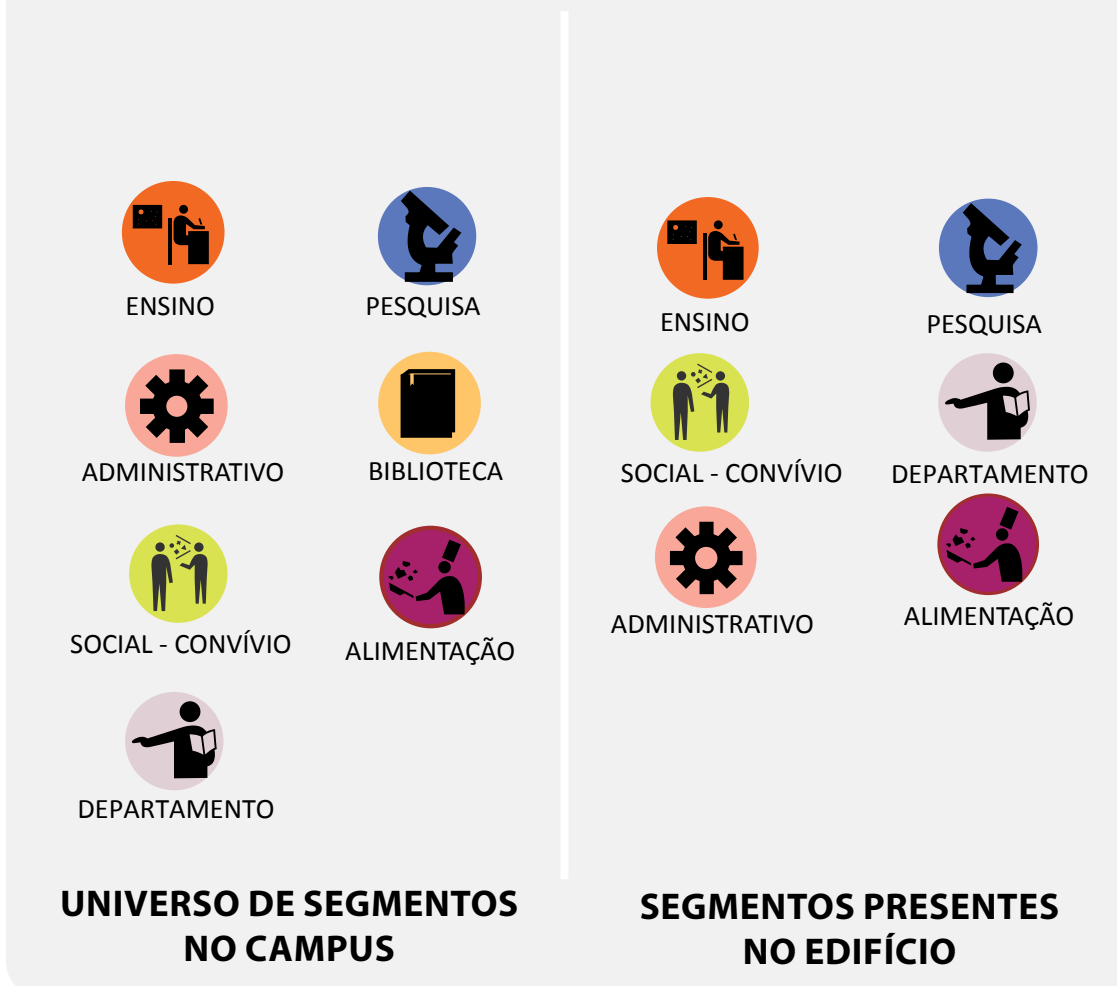 ENSINO
PESQUISA
ADMINISTRATIVO
BIBLIOTECA
SOCIAL - CONVÍVIO
ALIMENTAÇÃO
DEPARTAMENTO
UNIVERSO DE SEGMENTOS
NO CAMPUS
ENSINO
PESQUISA
SOCIAL - CONVÍVIO
DEPARTAMENTO
ADMINISTRATIVO
ALIMENTAÇÃO
SEGMENTOS PRESENTES
NO EDIFÍCIO